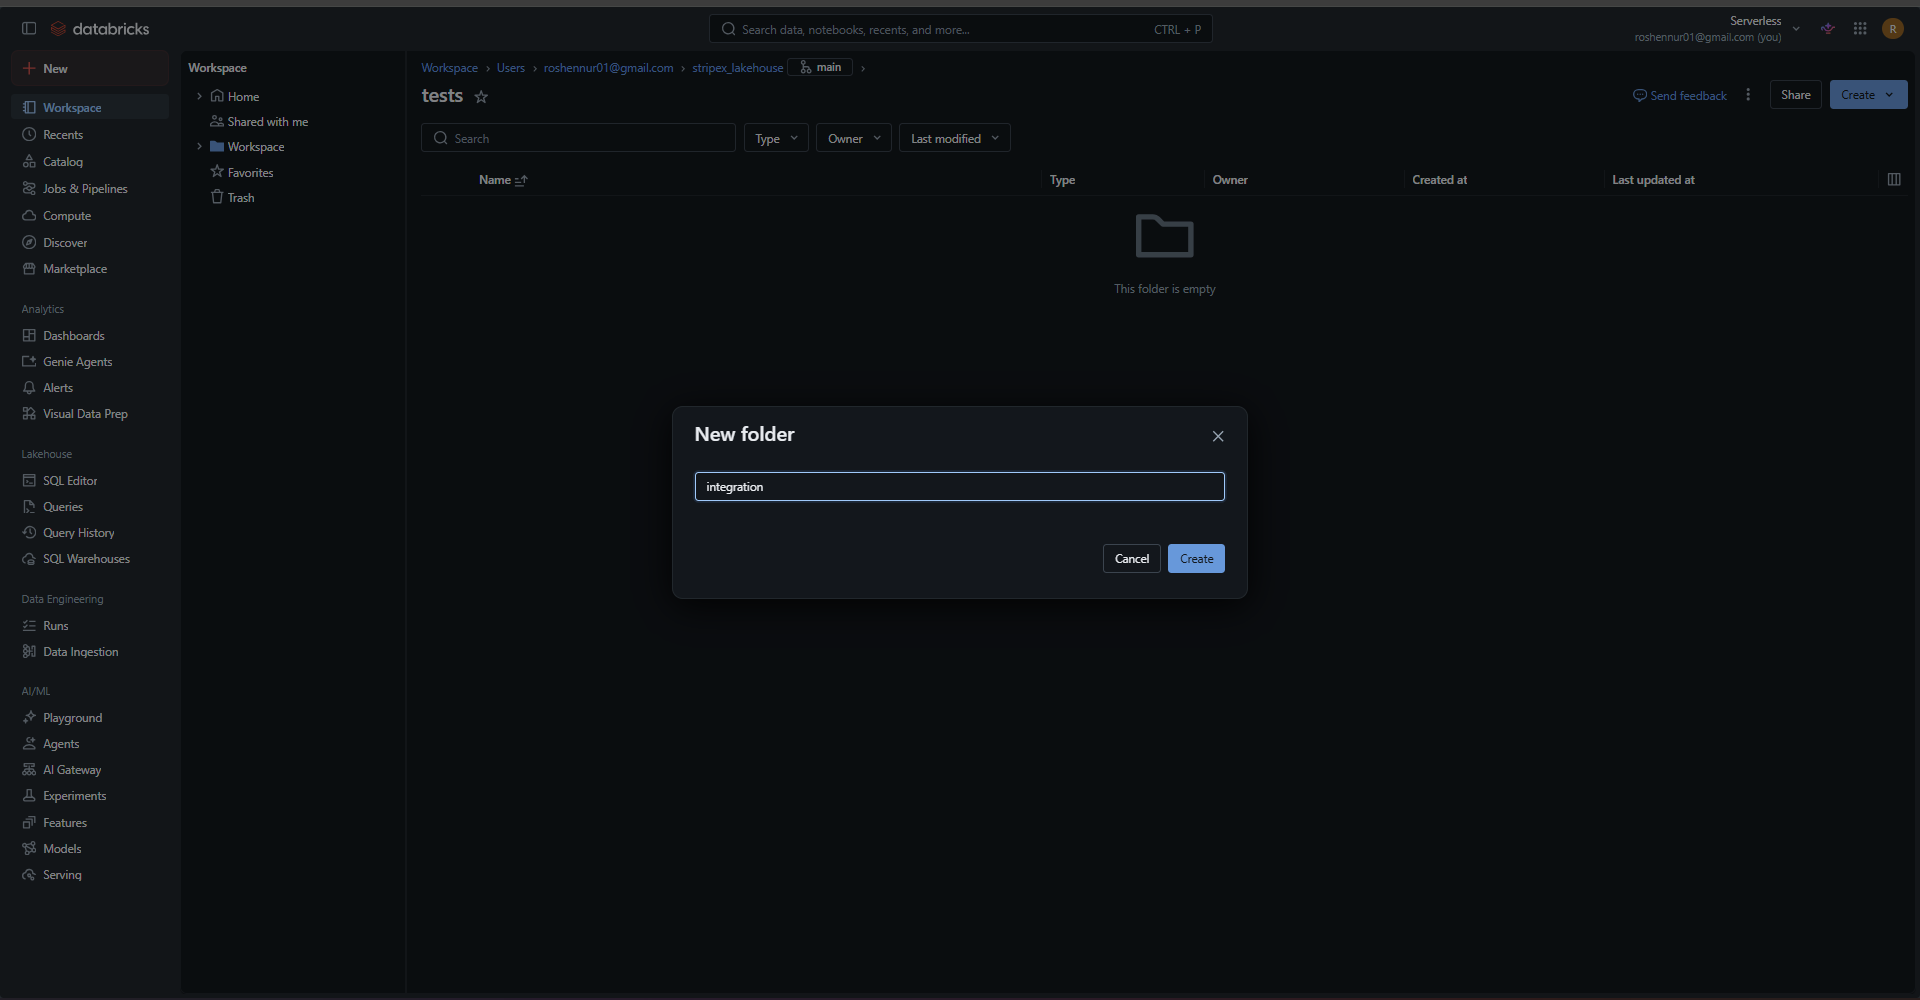 databricks
Search data, notebooks, recents, and more...
CTRL + P
Serverless
roshennur01@gmail.com (you)
R
New
Workspace
Recents
Catalog
Jobs & Pipelines
Compute
Discover
Marketplace
Analytics
Dashboards
Genie Agents
Alerts
Visual Data Prep
Lakehouse
SQL Editor
Queries
Query History
SQL Warehouses
Data Engineering
Runs
Data Ingestion
AI/ML
Playground
Agents
AI Gateway
Experiments
Features
Models
Serving
Workspace
Home
Shared with me
Workspace
Favorites
Trash
Workspace › Users › roshennur01@gmail.com › stripex_lakehouse main ›
tests
Send feedback
Share
Create
Search
Type
Owner
Last modified
Name
Type
Owner
Created at
Last updated at
This folder is empty
New folder
integration
Cancel
Create